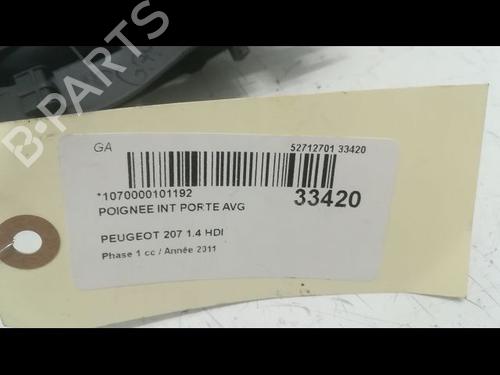 B-PARTS
GA
52712701 33420
*1070000101192
33420
POIGNEE INT PORTE AVG
PEUGEOT 207 1.4 HDI
Phase 1 cc / Année 2011